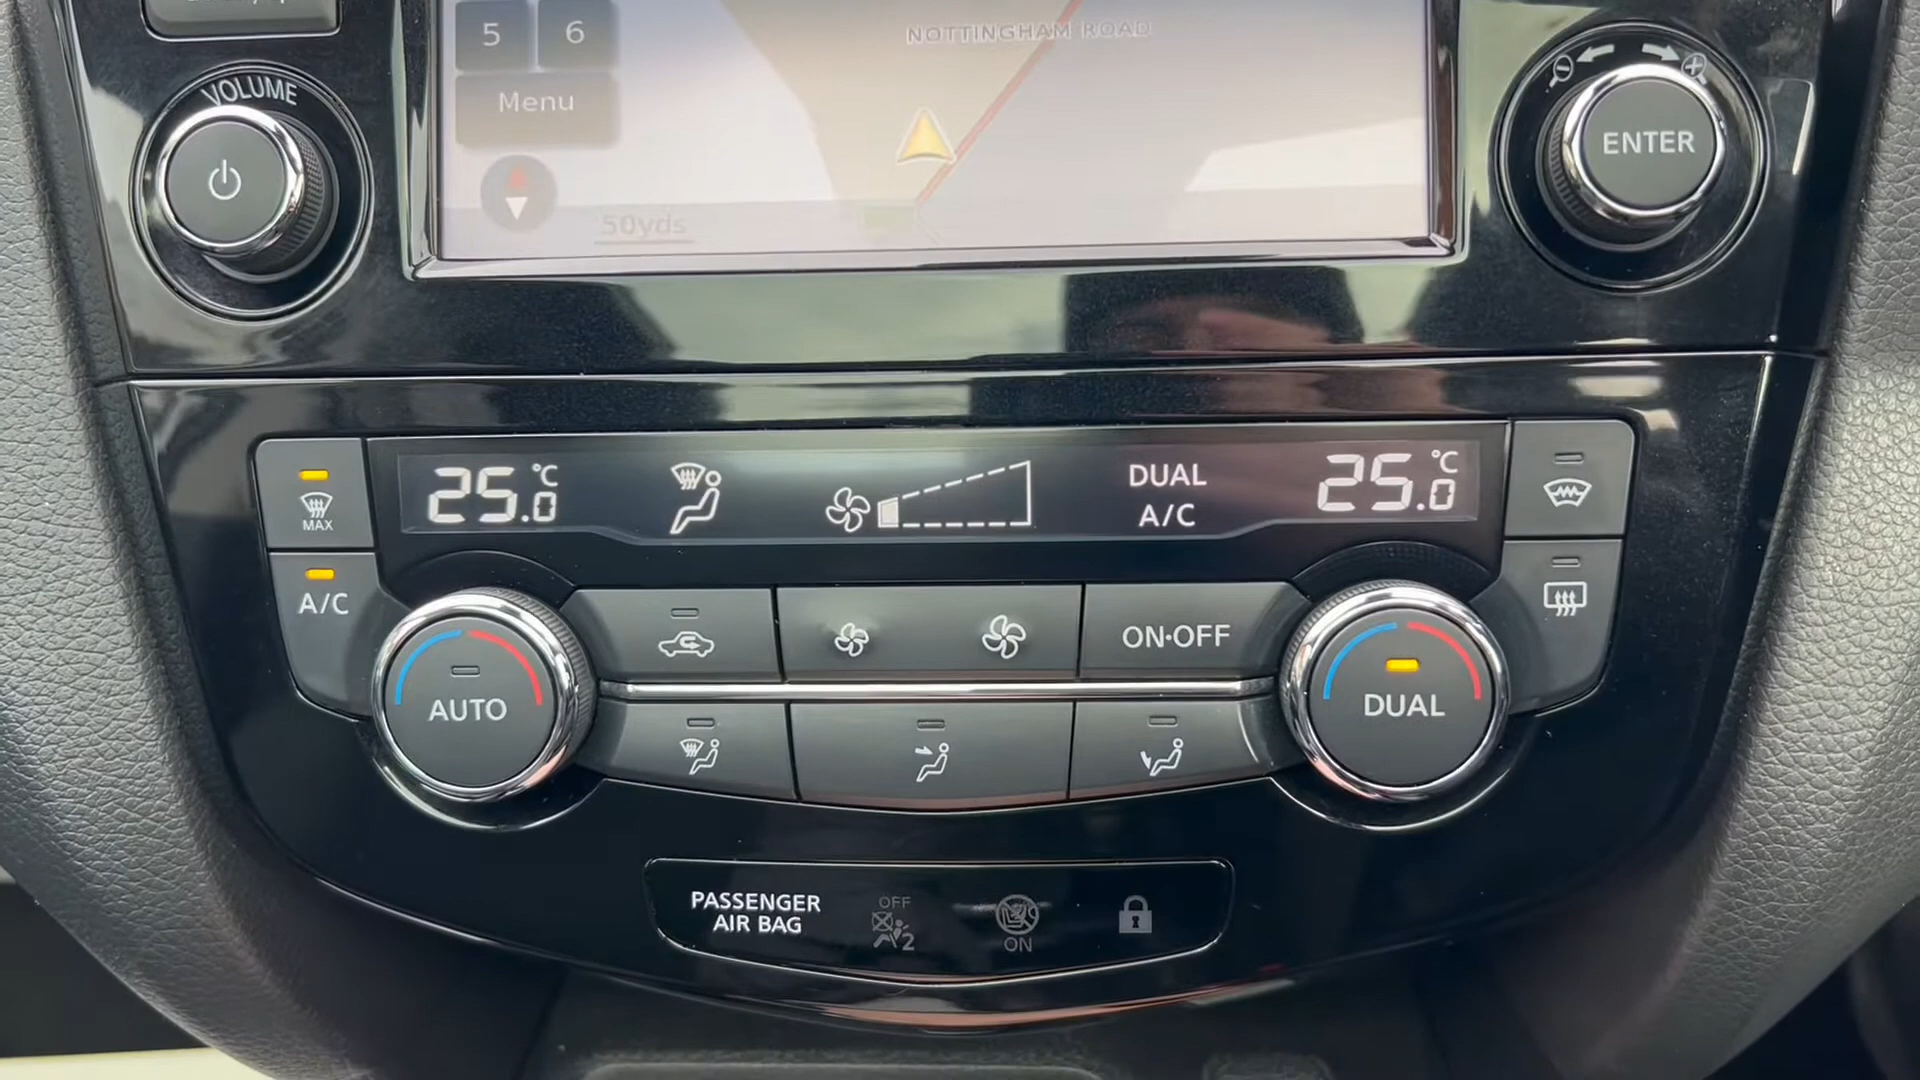 NOTTINGHAM ROAD
5 6
Menu
50yds
VOLUME
ENTER
MAX
25.0 °C
DUAL
A/C
25.0 °C
A/C
AUTO
ON•OFF
DUAL
PASSENGER
AIR BAG
OFF
2
ON